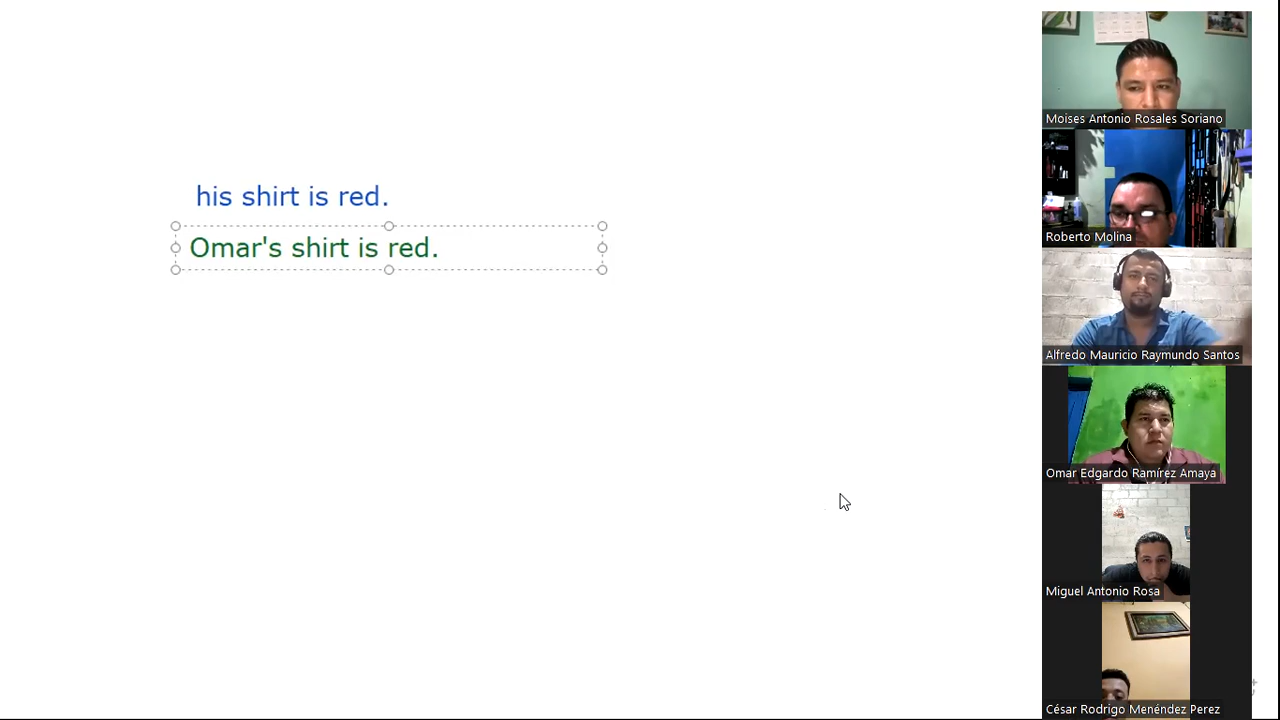 his shirt is red.
Omar's shirt is red.
Moises Antonio Rosales Soriano
Roberto Molina
Alfredo Mauricio Raymundo Santos
Omar Edgardo Ramírez Amaya
Miguel Antonio Rosa
César Rodrigo Menéndez Perez